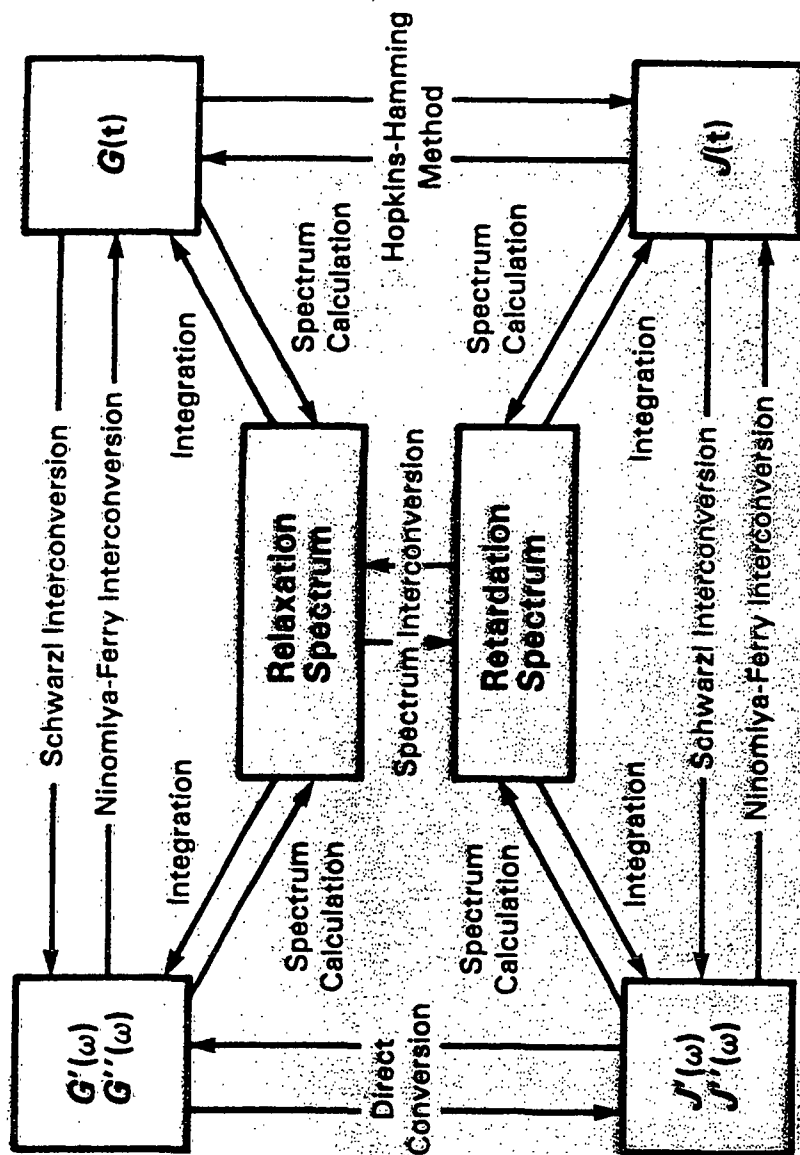 G′(ω)
G″(ω)
Schwarzl Interconversion
Ninomiya-Ferry Interconversion
G(t)
Integration
Integration
Spectrum
Calculation
Relaxation
Spectrum
Spectrum
Calculation
Direct
Conversion
Spectrum Interconversion
Hopkins-Hamming
Method
Spectrum
Calculation
Retardation
Spectrum
Spectrum
Calculation
Integration
Integration
J′(ω)
J″(ω)
Schwarzl Interconversion
Ninomiya-Ferry Interconversion
J(t)